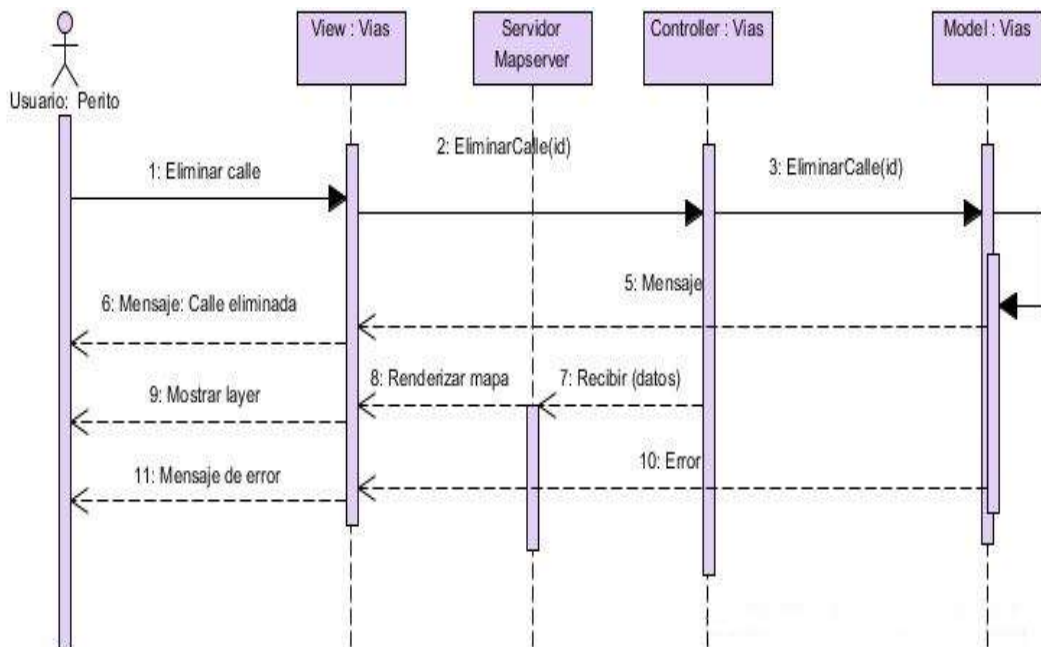 View : Vias
Servidor
Mapserver
Controller : Vias
Model : Vias
Usuario: Perito
1: Eliminar calle
2: EliminarCalle(id)
3: EliminarCalle(id)
5: Mensaje
6: Mensaje: Calle eliminada
8: Renderizar mapa
7: Recibir (datos)
9: Mostrar layer
10: Error
11: Mensaje de error